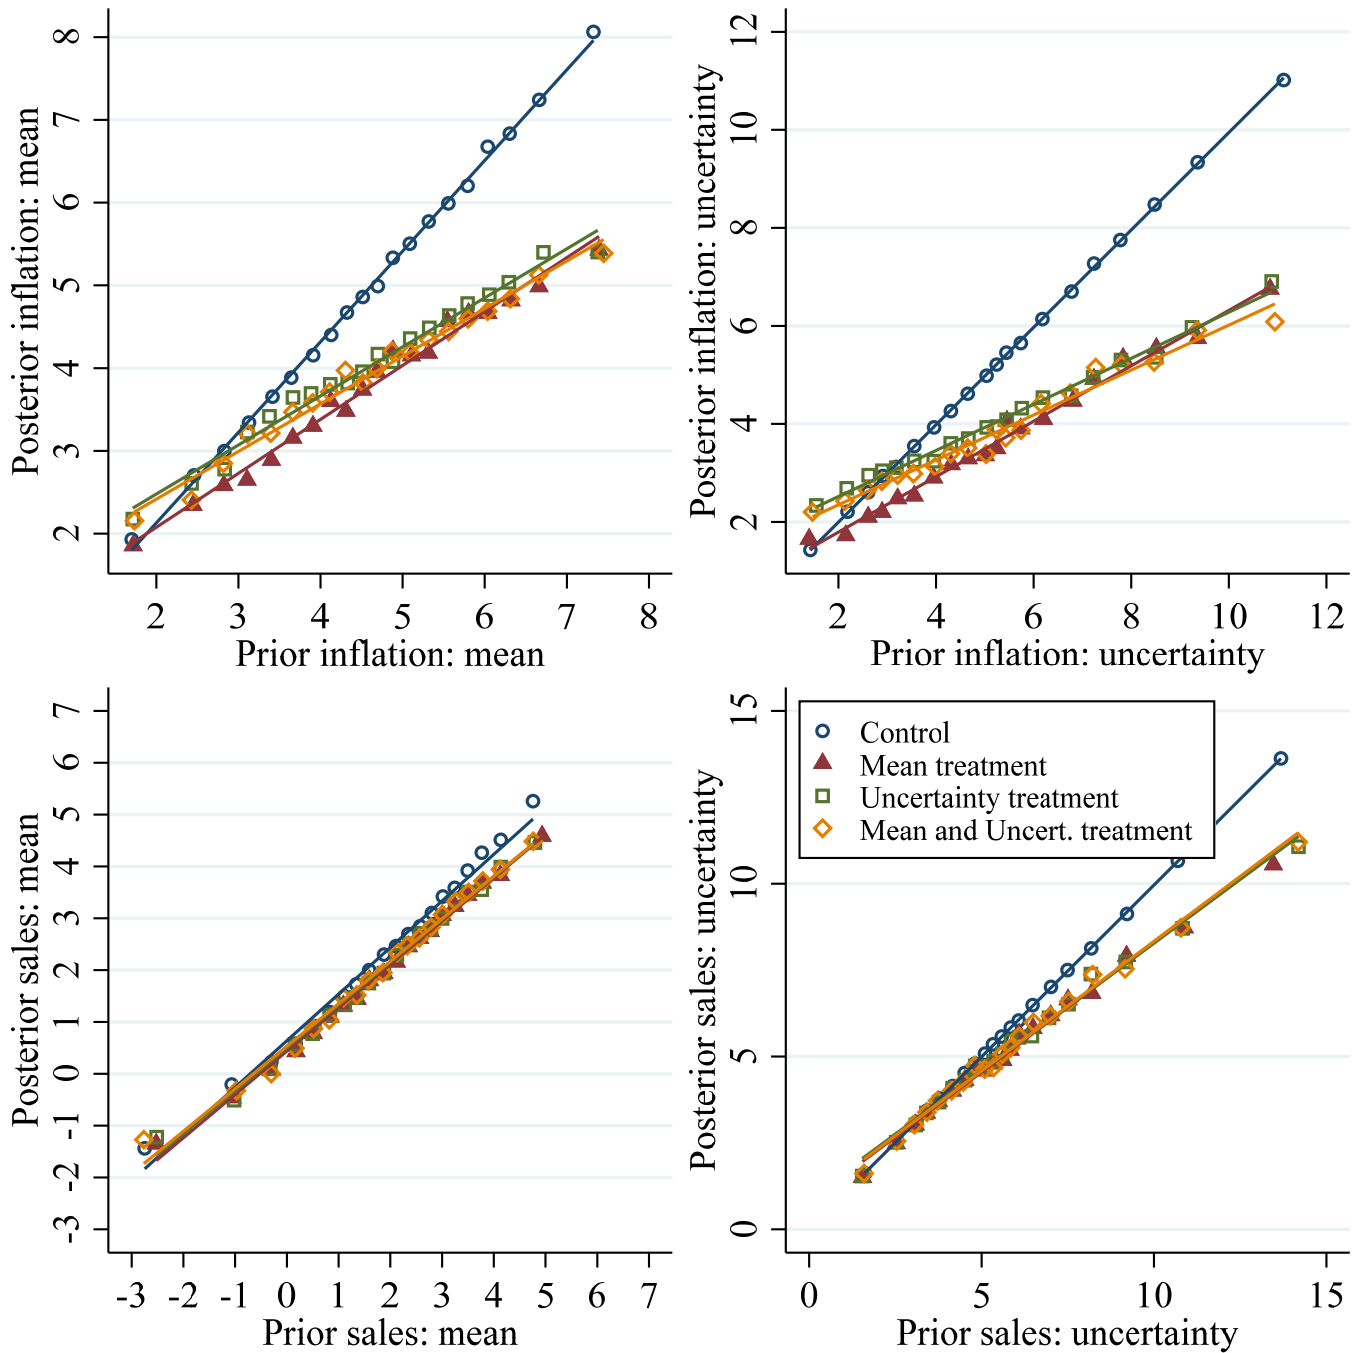 Posterior inflation: mean
8
7
6
5
4
3
2
2 3 4 5 6 7 8
Prior inflation: mean
Posterior inflation: uncertainty
12
10
8
6
4
2
2 4 6 8 10 12
Prior inflation: uncertainty
Posterior sales: mean
7
6
5
4
3
2
1
0
-1
-2
-3
-3 -2 -1 0 1 2 3 4 5 6 7
Prior sales: mean
Posterior sales: uncertainty
15
10
5
0
Control
Mean treatment
Uncertainty treatment
Mean and Uncert. treatment
0 5 10 15
Prior sales: uncertainty